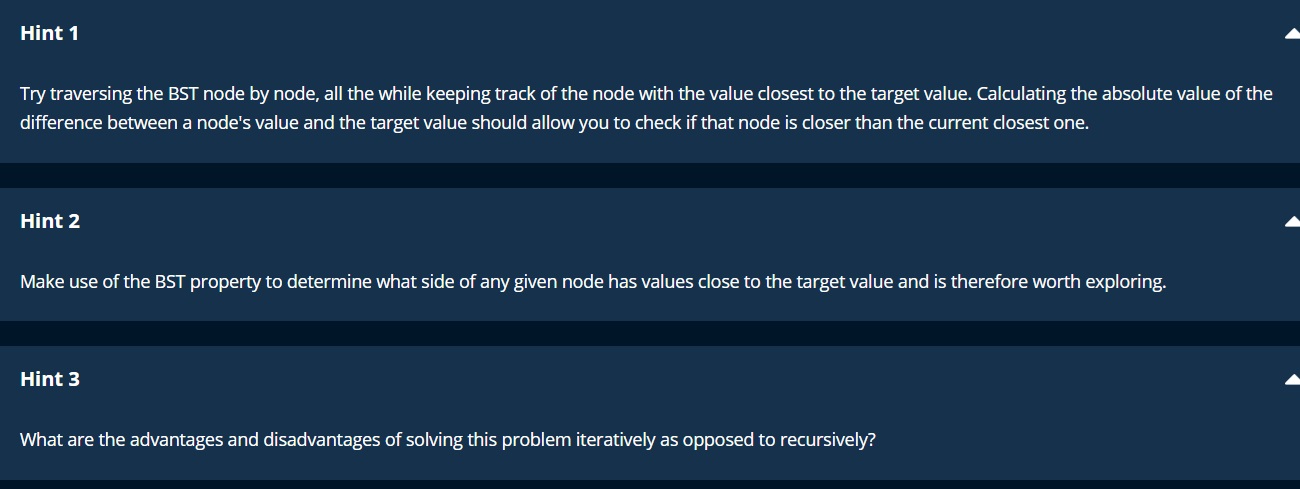 Hint 1
Try traversing the BST node by node, all the while keeping track of the node with the value closest to the target value. Calculating the absolute value of the
difference between a node's value and the target value should allow you to check if that node is closer than the current closest one.
Hint 2
Make use of the BST property to determine what side of any given node has values close to the target value and is therefore worth exploring.
Hint 3
What are the advantages and disadvantages of solving this problem iteratively as opposed to recursively?